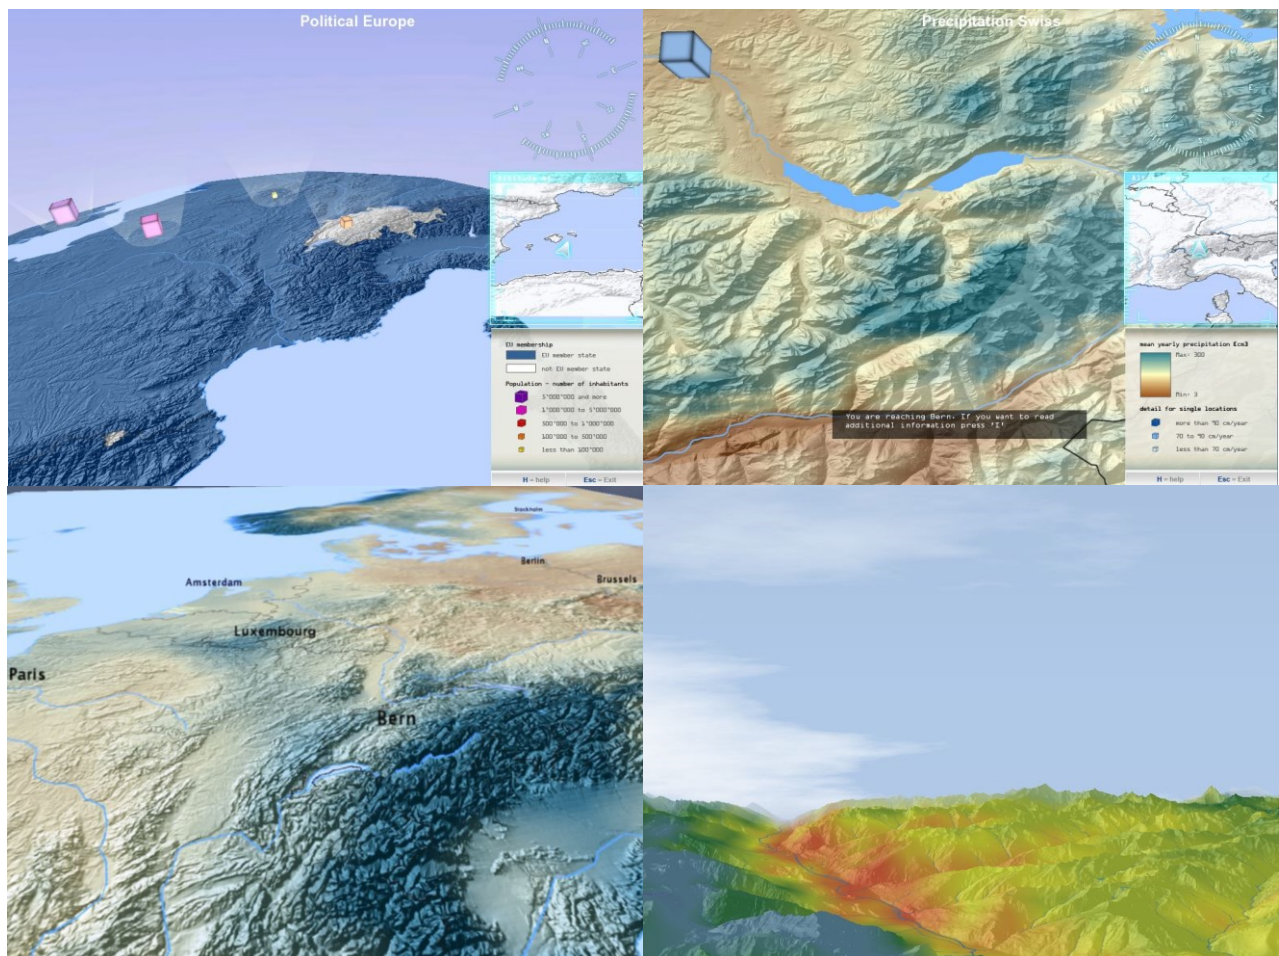 Political Europe
EU membership
EU member state
not EU member state
Population - number of inhabitants
5'000'000 and more
1'000'000 to 5'000'000
500'000 to 1'000'000
100'000 to 500'000
less than 100'000
H = help
Esc = Exit
Precipitation Swiss
mean yearly precipitation [cm]
Max= 300
Min= 3
detail for single locations
more than 90 cm/year
70 to 90 cm/year
less than 70 cm/year
You are reaching Bern. If you want to read
additional information press 'I'
H = help
Esc = Exit
Stockholm
Berlin
Amsterdam
Brussels
Luxembourg
Paris
Bern